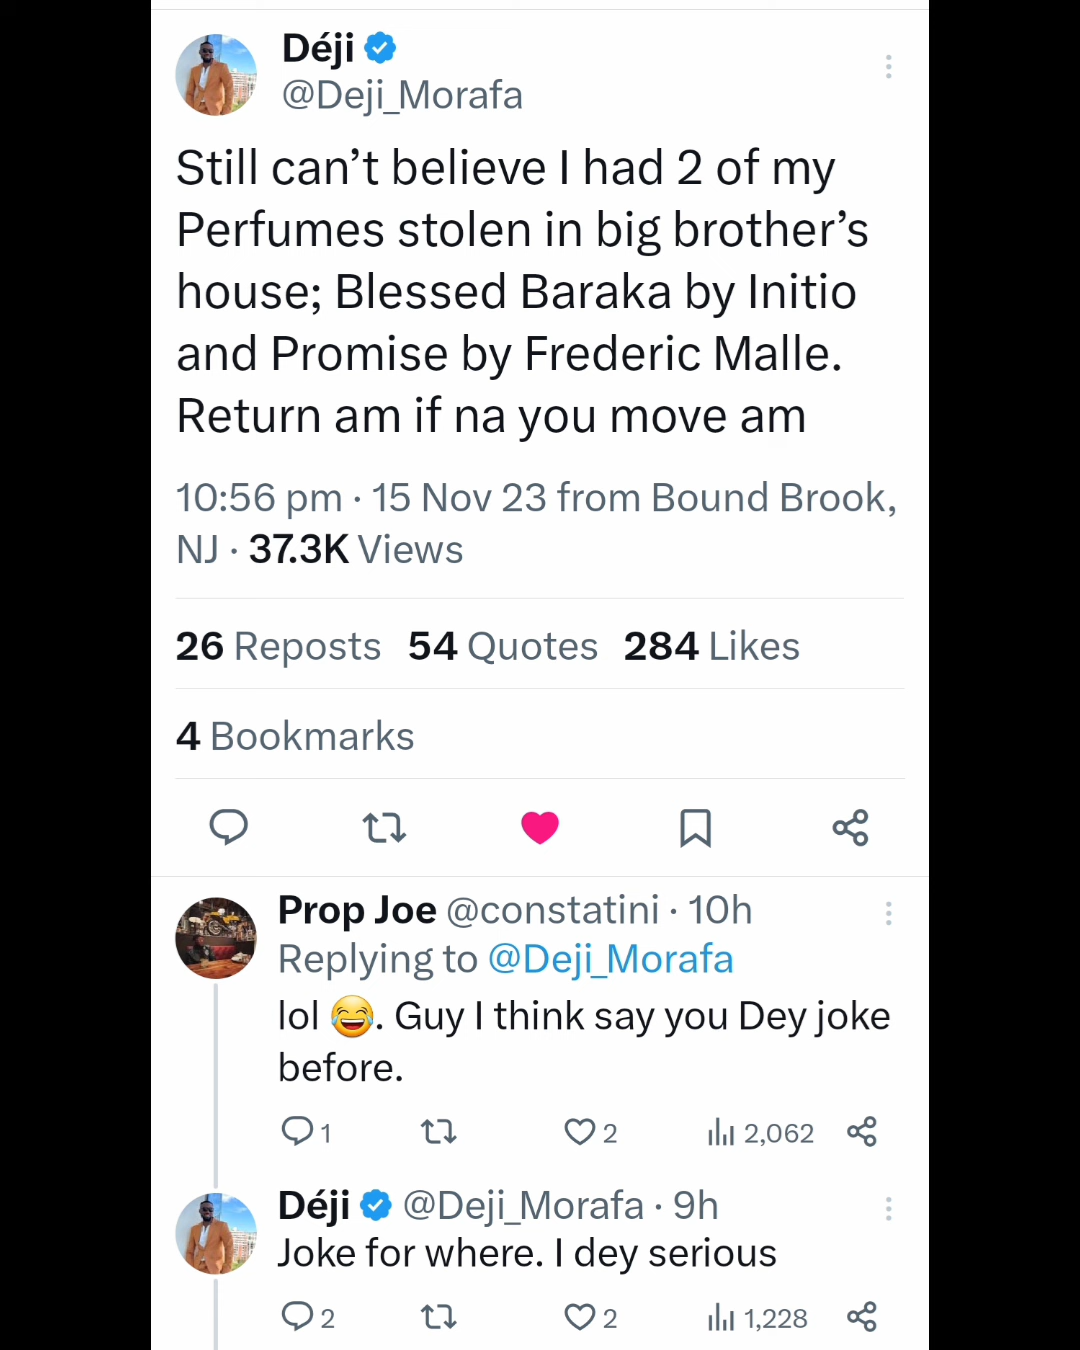 Déji
@Deji_Morafa
Still can’t believe I had 2 of my
Perfumes stolen in big brother’s
house; Blessed Baraka by Initio
and Promise by Frederic Malle.
Return am if na you move am
10:56 pm · 15 Nov 23 from Bound Brook,
NJ · 37.3K Views
26 Reposts 54 Quotes 284 Likes
4 Bookmarks
Prop Joe @constatini · 10h
Replying to @Deji_Morafa
lol 😂. Guy I think say you Dey joke
before.
1 2 2,062
Déji @Deji_Morafa · 9h
Joke for where. I dey serious
2 2 1,228